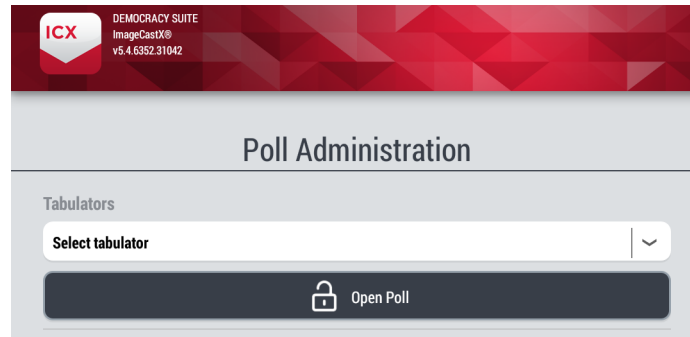 ICX
DEMOCRACY SUITE
ImageCastX®
v5.4.6352.31042
Poll Administration
Tabulators
Select tabulator
Open Poll